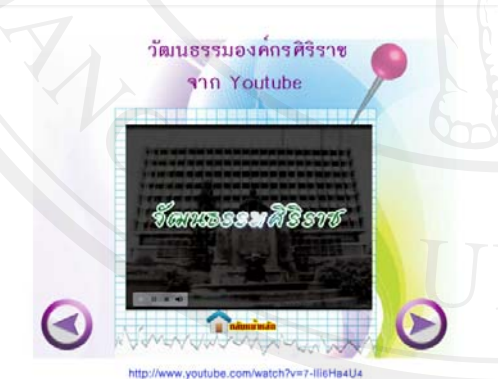 วัฒนธรรมองค์กรศิริราช
จาก Youtube
วัฒนธรรมศิริราช
กลับหน้าหลัก
http://www.youtube.com/watch?v=7-IIi6Ha4U4